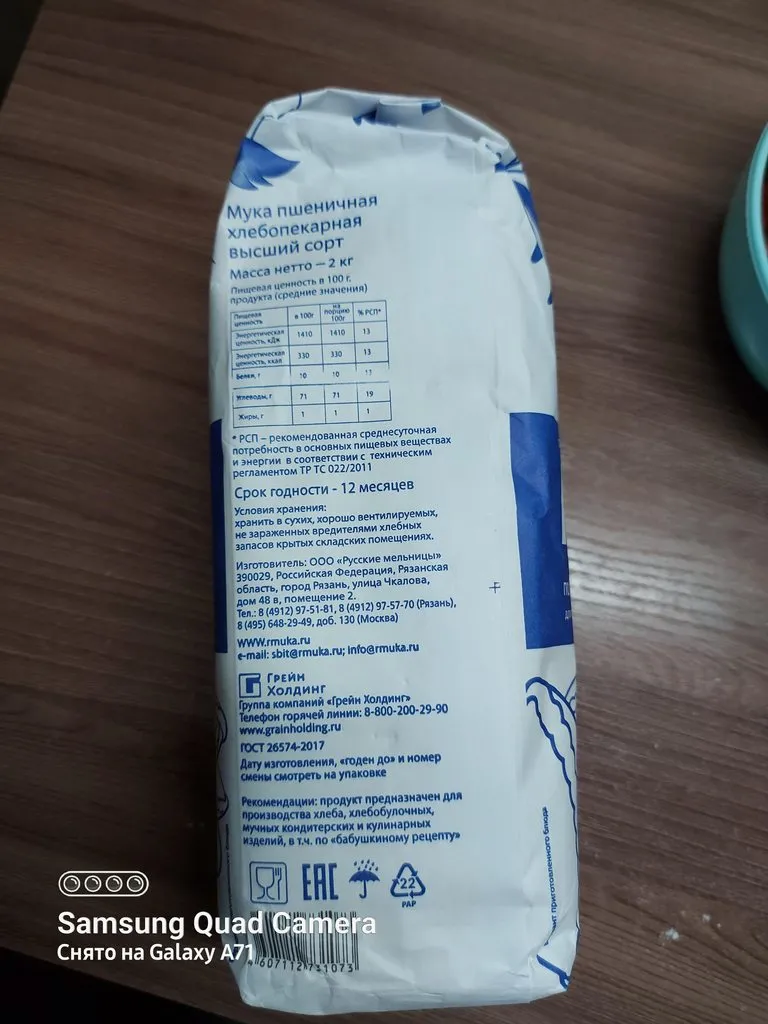 Мука пшеничная
хлебопекарная
высший сорт
Масса нетто – 2 кг
Пищевая ценность в 100 г.
продукта (средние значения)
Пищевая ценность в 100г на порцию 100г % РСП*
Энергетическая ценность, кДж 1410 1410 13
Энергетическая ценность, ккал 330 330 13
Белки, г 10 10 11
Углеводы, г 71 71 19
Жиры, г 1 1 1
* РСП – рекомендованная среднесуточная
потребность в основных пищевых веществах
и энергии в соответствии с техническим
регламентом ТР ТС 022/2011
Срок годности - 12 месяцев
Условия хранения:
хранить в сухих, хорошо вентилируемых,
не зараженных вредителями хлебных
запасов крытых складских помещениях.
Изготовитель: ООО «Русские мельницы»
390029, Российская Федерация, Рязанская
область, город Рязань, улица Чкалова,
дом 48 в, помещение 2.
Тел.: 8 (4912) 97-51-81, 8 (4912) 97-57-70 (Рязань),
8 (495) 648-29-49, доб. 130 (Москва)
www.rmuka.ru
e-mail: sbit@rmuka.ru; info@rmuka.ru
Грейн
Холдинг
Группа компаний «Грейн Холдинг»
Телефон горячей линии: 8-800-200-29-90
www.grainholding.ru
ГОСТ 26574-2017
Дату изготовления, «годен до» и номер
смены смотреть на упаковке
Рекомендации: продукт предназначен для
производства хлеба, хлебобулочных,
мучных кондитерских и кулинарных
изделий, в т.ч. по «бабушкиному рецепту»
ЕАС
22
PAP
4607112731073
приготовленного блюда
Samsung Quad Camera
Снято на Galaxy A71